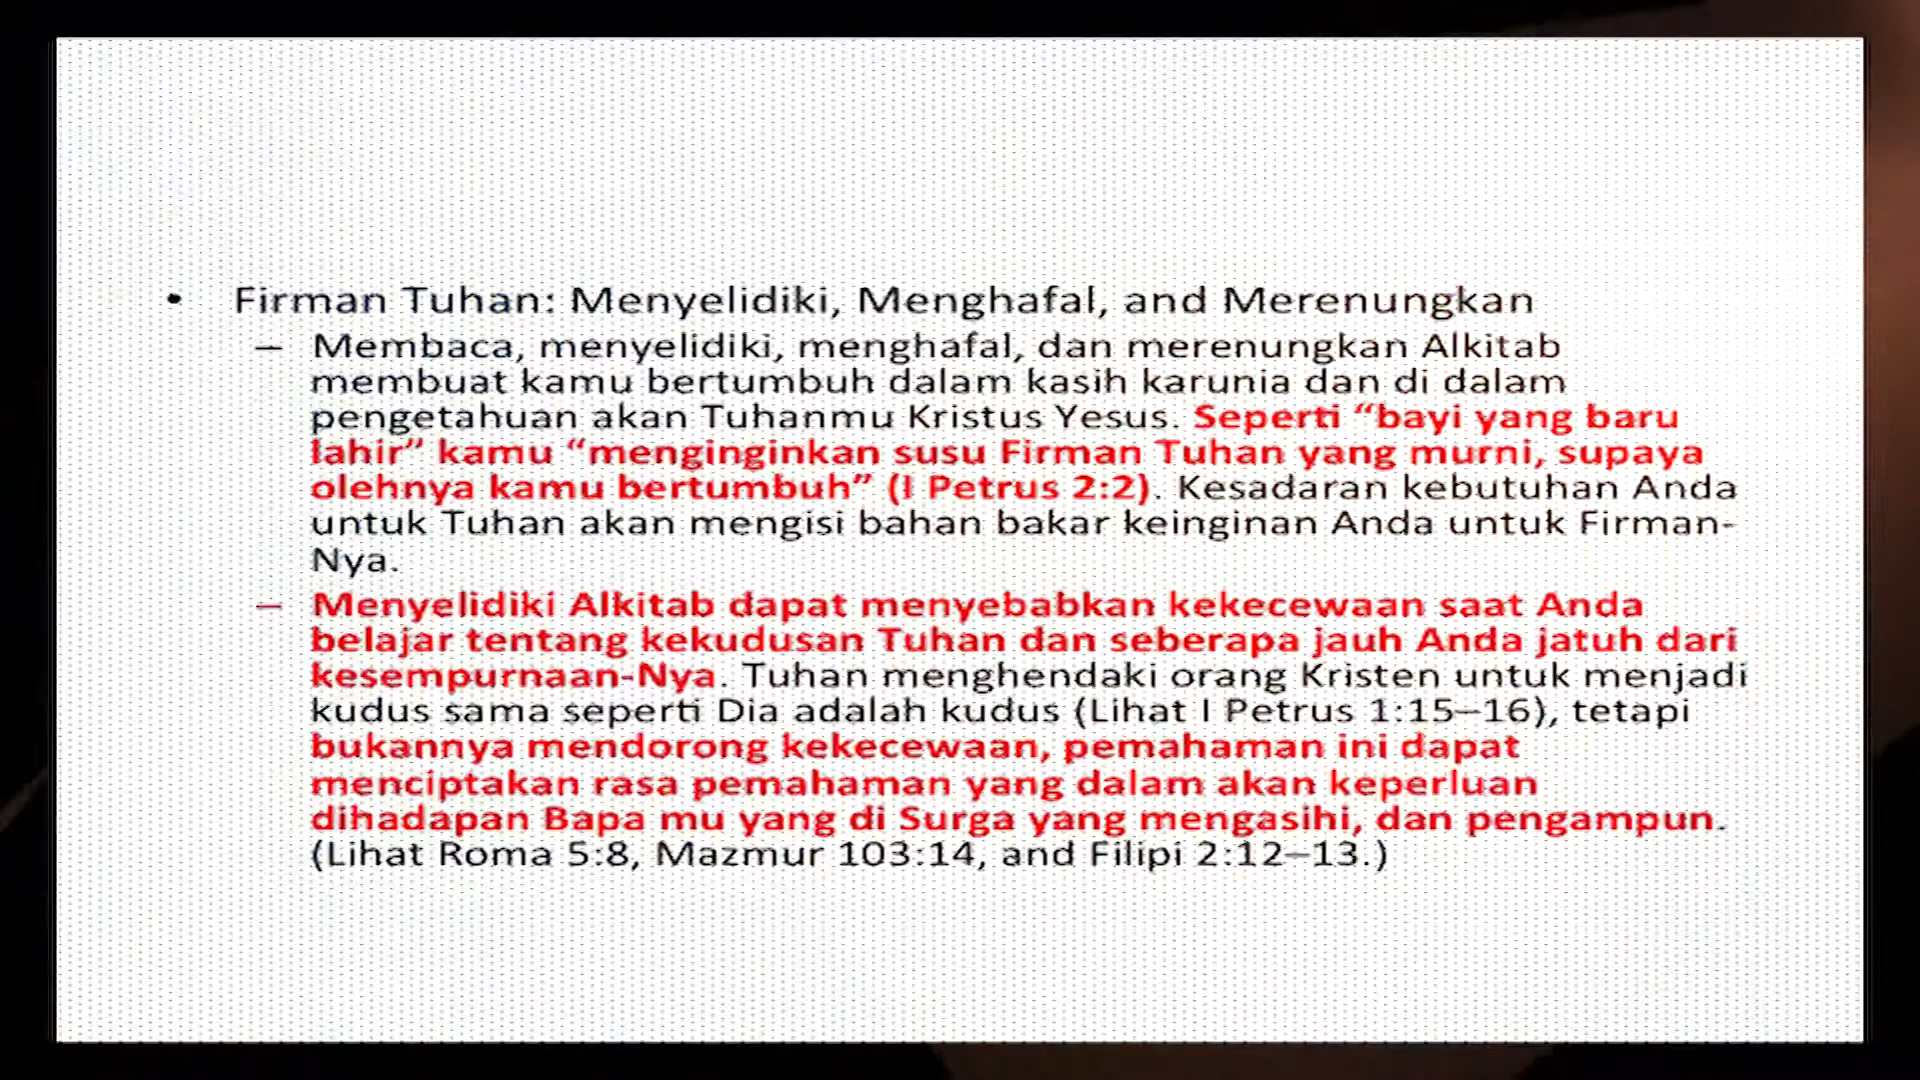 • Firman Tuhan: Menyelidiki, Menghafal, and Merenungkan
– Membaca, menyelidiki, menghafal, dan merenungkan Alkitab
membuat kamu bertumbuh dalam kasih karunia dan di dalam
pengetahuan akan Tuhanmu Kristus Yesus. Seperti “bayi yang baru
lahir” kamu “menginginkan susu Firman Tuhan yang murni, supaya
olehnya kamu bertumbuh” (I Petrus 2:2). Kesadaran kebutuhan Anda
untuk Tuhan akan mengisi bahan bakar keinginan Anda untuk Firman-
Nya.
– Menyelidiki Alkitab dapat menyebabkan kekecewaan saat Anda
belajar tentang kekudusan Tuhan dan seberapa jauh Anda jatuh dari
kesempurnaan-Nya. Tuhan menghendaki orang Kristen untuk menjadi
kudus sama seperti Dia adalah kudus (Lihat I Petrus 1:15–16), tetapi
bukannya mendorong kekecewaan, pemahaman ini dapat
menciptakan rasa pemahaman yang dalam akan keperluan
dihadapan Bapa mu yang di Surga yang mengasihi, dan pengampun.
(Lihat Roma 5:8, Mazmur 103:14, and Filipi 2:12–13.)